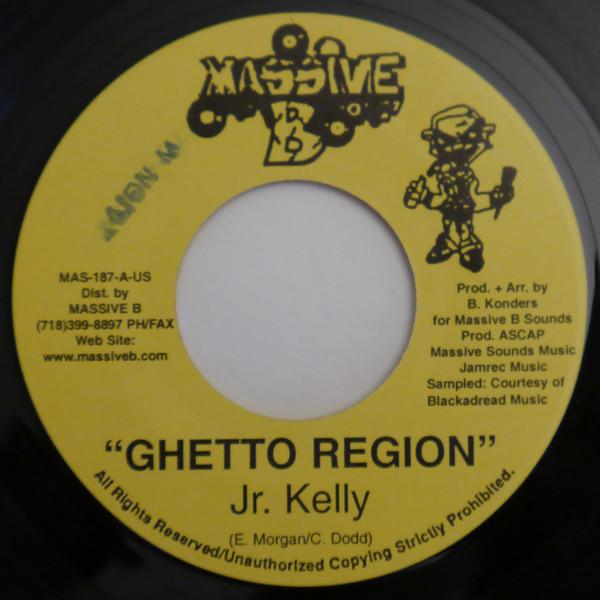 MASSIVE
B
MAS-187-A-US
Dist. by
MASSIVE B
(718)399-8897 PH/FAX
Web Site:
www.massiveb.com
Prod. + Arr. by
B. Konders
for Massive B Sounds
Prod. ASCAP
Massive Sounds Music
Jamrec Music
Sampled: Courtesy of
Blackadread Music
“GHETTO REGION”
Jr. Kelly
(E. Morgan/C. Dodd)
All Rights Reserved/Unauthorized Copying Strictly Prohibited.